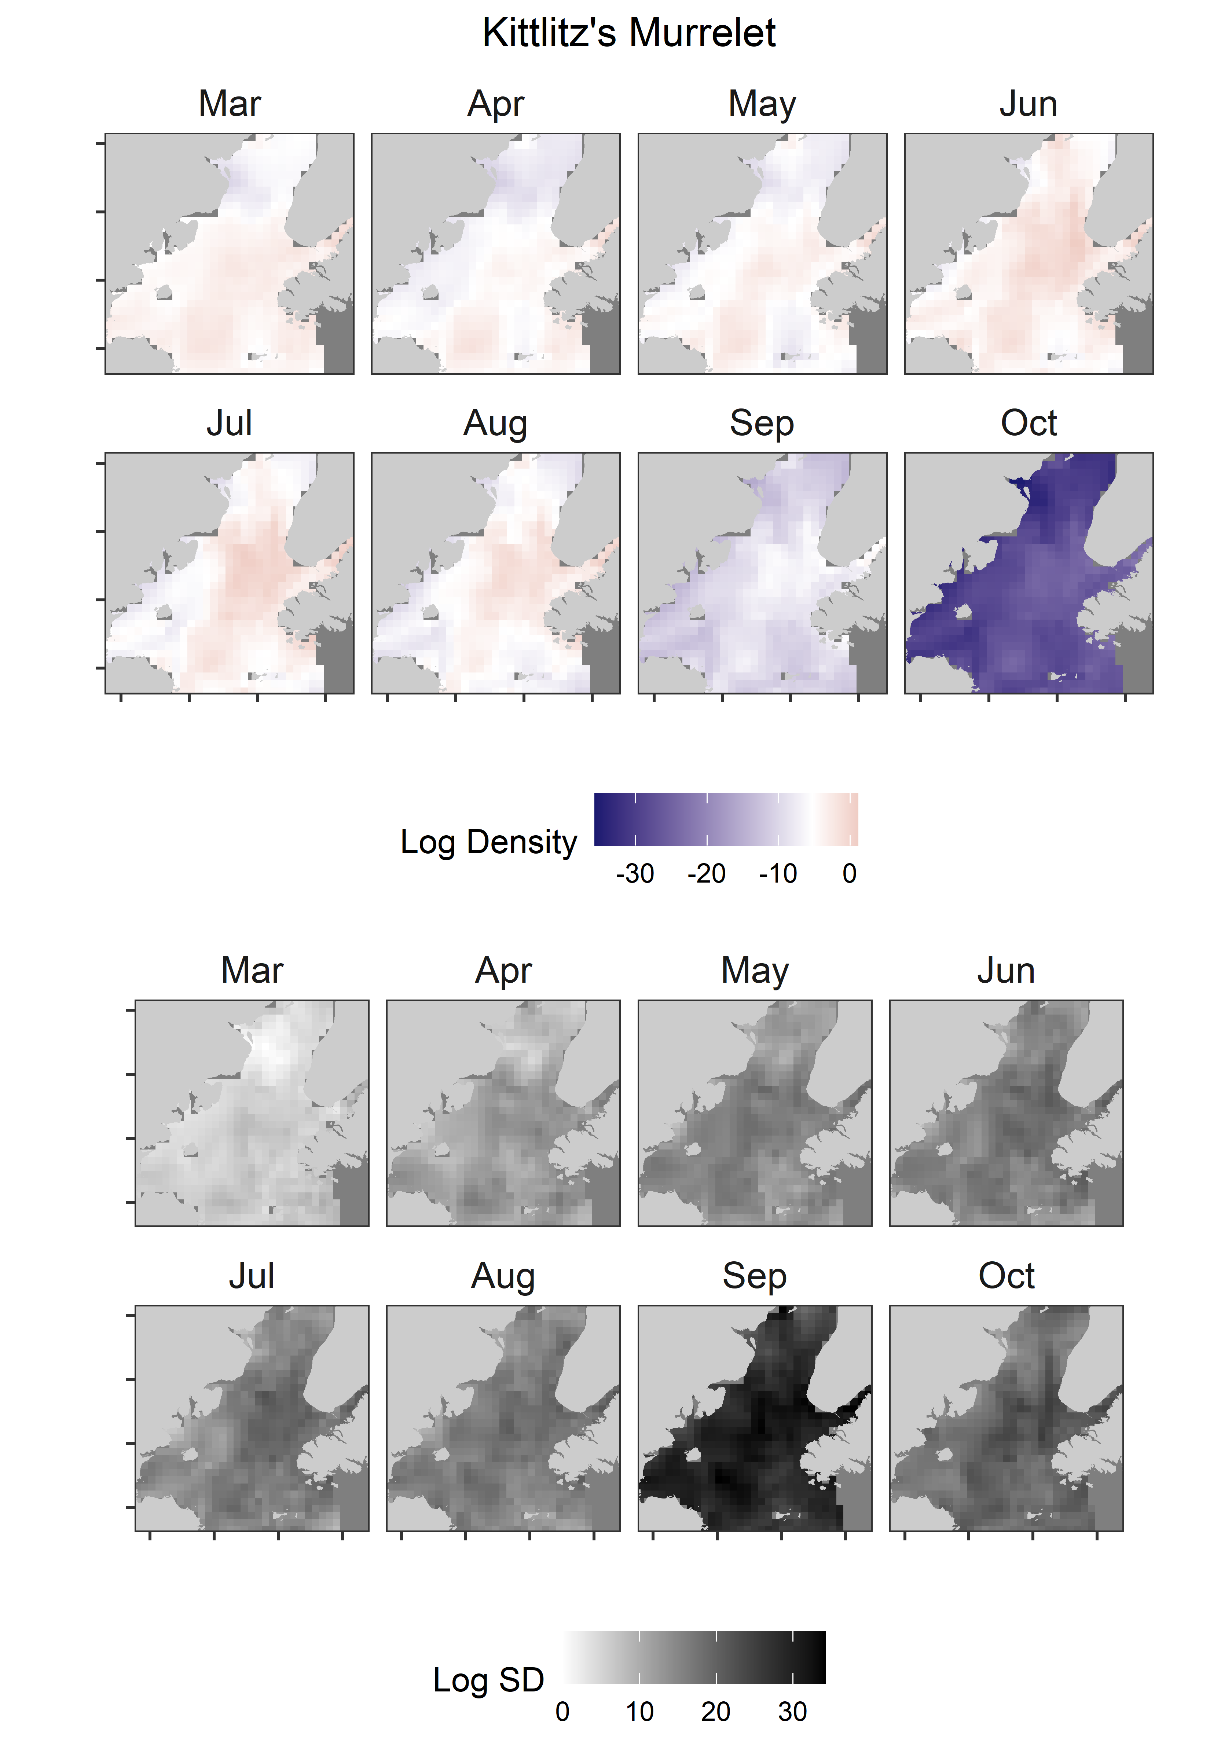 Kittlitz's Murrelet
Mar Apr May Jun
Jul Aug Sep Oct
Log Density
-30 -20 -10 0
Mar Apr May Jun
Jul Aug Sep Oct
Log SD
0 10 20 30